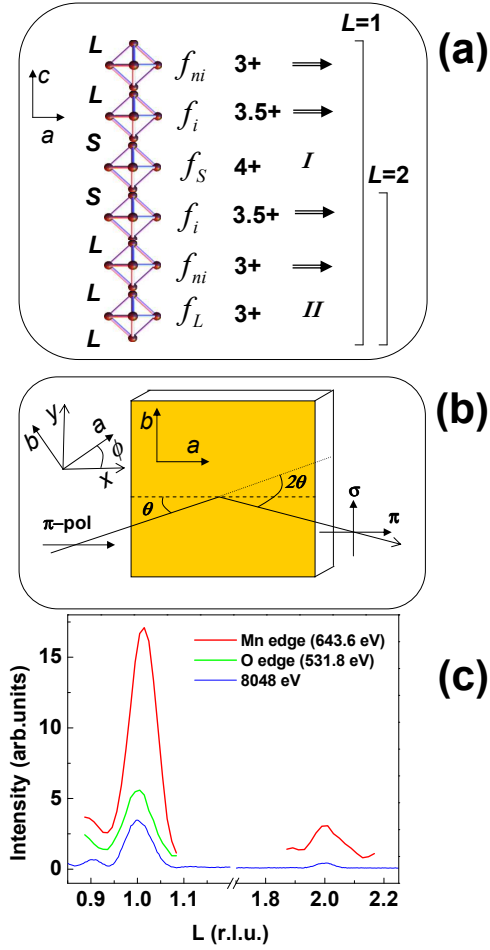 (a)
L=1
L
c
a
f_ni 3+
L
f_i 3.5+
S
f_S 4+ I
L=2
S
f_i 3.5+
L
f_ni 3+
L
f_L 3+ II
L
(b)
y
b
a
ϕ
x
b
a
θ
2θ
π–pol
σ
π
(c)
Mn edge (643.6 eV)
O edge (531.8 eV)
8048 eV
Intensity (arb.units)
15
10
5
0
0.9 1.0 1.1 1.8 2.0 2.2
L (r.l.u.)